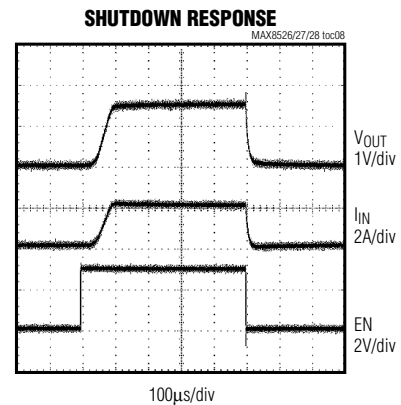 SHUTDOWN RESPONSE
MAX8526/27/28 toc08
VOUT
1V/div
IIN
2A/div
EN
2V/div
100µs/div